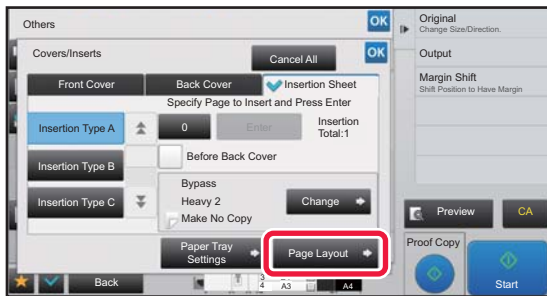 Others
OK
Covers/Inserts
Cancel All
OK
Front Cover
Back Cover
Insertion Sheet
Specify Page to Insert and Press Enter
Insertion Type A
0
Enter
Insertion
Total:1
Insertion Type B
Before Back Cover
Insertion Type C
Bypass
Heavy 2
Make No Copy
Change
Paper Tray
Settings
Page Layout
Back
3
4
A3
A4
Original
Change Size/Direction.
Output
Margin Shift
Shift Position to Have Margin
Preview
CA
Proof Copy
Start